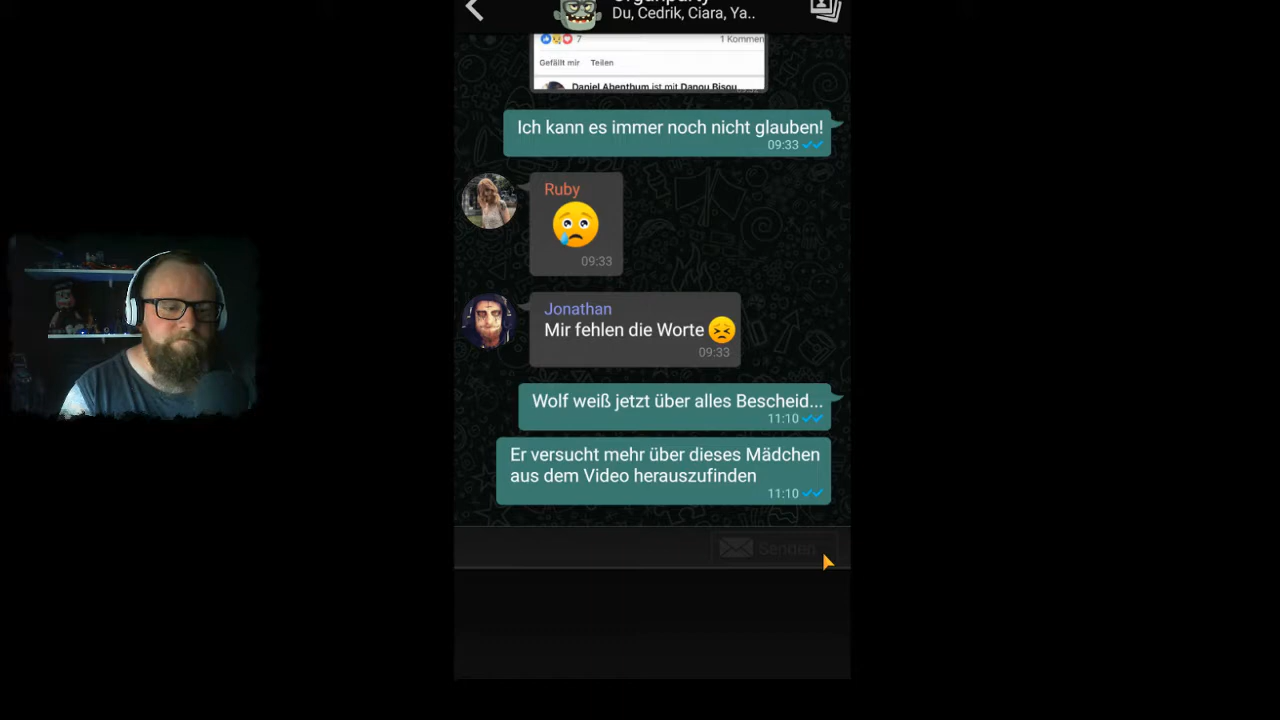 Du, Cedrik, Ciara, Ya..
7
1 Kommen
Gefällt mir Teilen
Daniel Abenthum ist mit Danou Bisou
Ich kann es immer noch nicht glauben!
09:33
Ruby
09:33
Jonathan
Mir fehlen die Worte
09:33
Wolf weiß jetzt über alles Bescheid...
11:10
Er versucht mehr über dieses Mädchen
aus dem Video herauszufinden
11:10
Senden